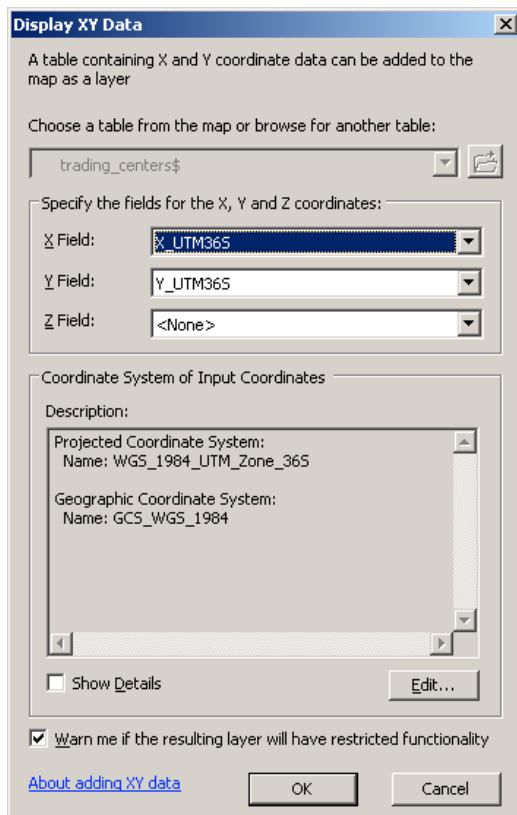 Display XY Data
A table containing X and Y coordinate data can be added to the
map as a layer
Choose a table from the map or browse for another table:
trading_centers$
Specify the fields for the X, Y and Z coordinates:
X Field:
X_UTM36S
Y Field:
Y_UTM36S
Z Field:
<None>
Coordinate System of Input Coordinates
Description:
Projected Coordinate System:
Name: WGS_1984_UTM_Zone_36S
Geographic Coordinate System:
Name: GCS_WGS_1984
Show Details
Edit...
Warn me if the resulting layer will have restricted functionality
About adding XY data
OK
Cancel